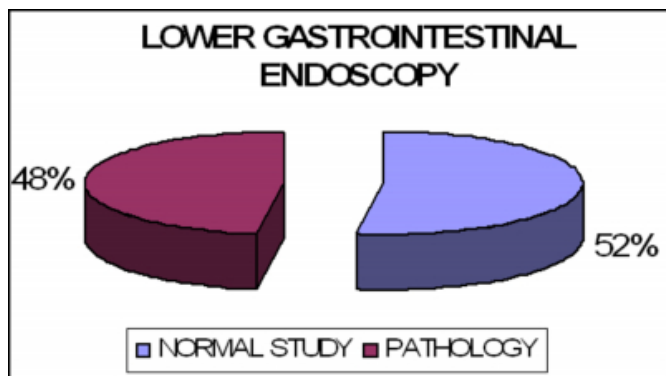 LOWER GASTROINTESTINAL
ENDOSCOPY
48%
52%
NORMAL STUDY PATHOLOGY